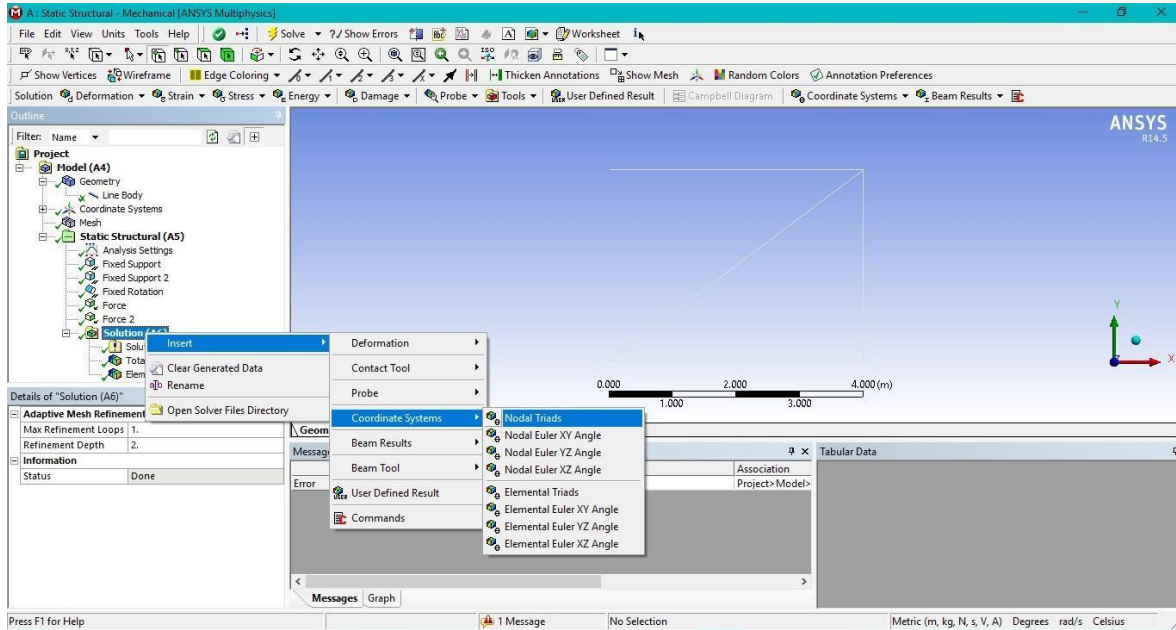 A : Static Structural - Mechanical [ANSYS Multiphysics]
File Edit View Units Tools Help Solve ?/ Show Errors A Worksheet
Show Vertices Wireframe Edge Coloring Thicken Annotations Show Mesh Random Colors Annotation Preferences
Solution Deformation Strain Stress Energy Damage Probe Tools User Defined Result Campbell Diagram Coordinate Systems Beam Results
Outline
Filter: Name
Project
Model (A4)
Geometry
Line Body
Coordinate Systems
Mesh
Static Structural (A5)
Analysis Settings
Fixed Support
Fixed Support 2
Fixed Rotation
Force
Force 2
Solution
Solu
Tota
Elem
Insert
Clear Generated Data
Rename
Open Solver Files Directory
Deformation
Contact Tool
Probe
Coordinate Systems
Beam Results
Beam Tool
User Defined Result
Commands
Nodal Triads
Nodal Euler XY Angle
Nodal Euler YZ Angle
Nodal Euler XZ Angle
Elemental Triads
Elemental Euler XY Angle
Elemental Euler YZ Angle
Elemental Euler XZ Angle
ANSYS
R14.5
Y
X
0.000 2.000 4.000 (m)
1.000 3.000
Details of "Solution (A6)"
Adaptive Mesh Refinement
Max Refinement Loops 1.
Refinement Depth 2.
Information
Status Done
Geom
Message
Association
Error Project>Model>
Messages Graph
Tabular Data
Press F1 for Help 1 Message No Selection Metric (m, kg, N, s, V, A) Degrees rad/s Celsius